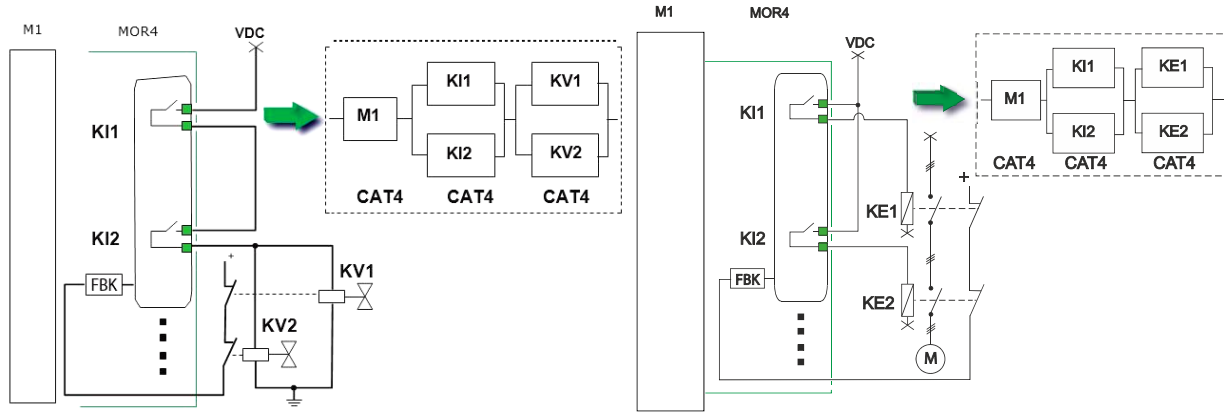 M1
MOR4
VDC
KI1
KI2
FBK
+
KV1
KV2
M1
KI1
KI2
KV1
KV2
CAT4 CAT4 CAT4
M1
MOR4
VDC
KI1
KI2
FBK
KE1
KE2
+
M
M1
KI1
KI2
KE1
KE2
CAT4 CAT4 CAT4